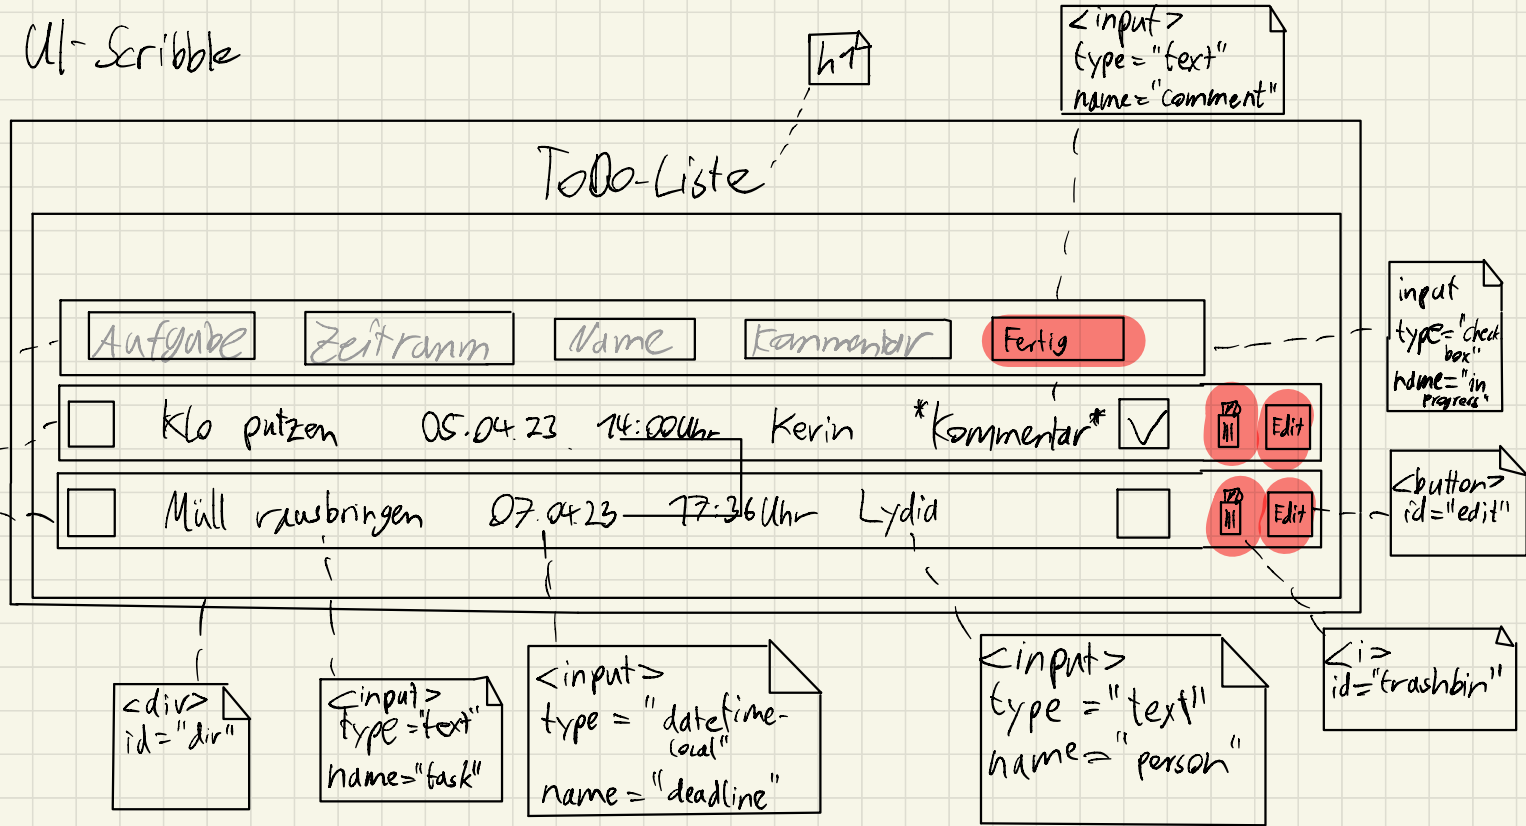 UI-Scribble
h1
<input>
type="text"
name="comment"
ToDo-Liste
Aufgabe Zeitraum Name Kommentar Fertig
input
type="check
box"
name="in
Progress"
Klo putzen 05.04.23 14:00Uhr Kevin *Kommentar* Edit
Müll rausbringen 07.04.23 17:36Uhr Lydia Edit
<button>
id="edit"
<div>
id="div"
<input>
type="text"
name="task"
<input>
type="datetime-
local"
name="deadline"
<input>
type="text"
name="person"
<i>
id="trashbin"